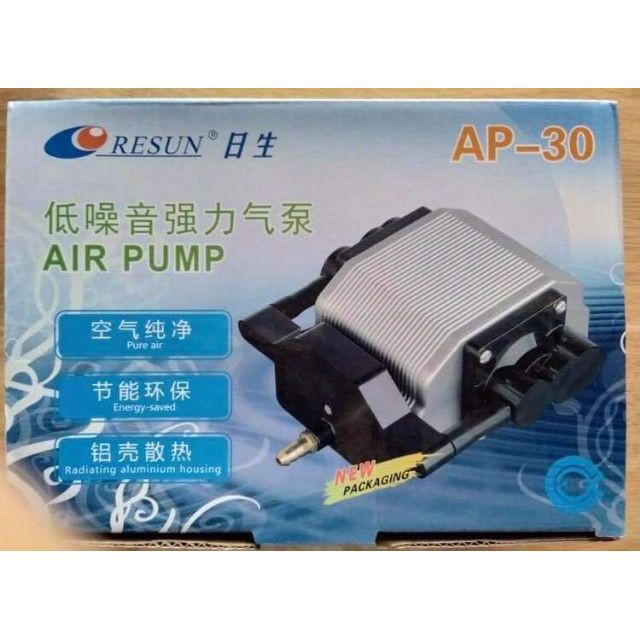 RESUN® 日生
AP-30
低噪音强力气泵
AIR PUMP
空气纯净
Pure air
节能环保
Energy-saved
铝壳散热
Radiating aluminium housing
NEW
PACKAGING